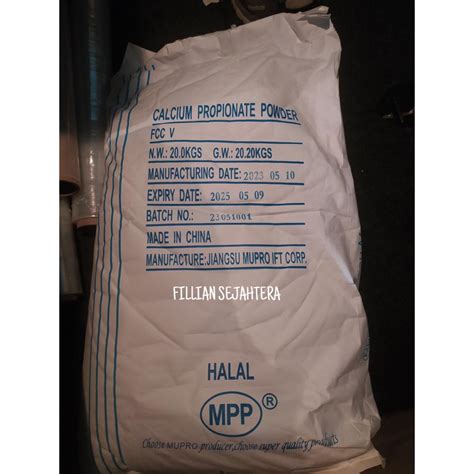 CALCIUM PROPIONATE POWDER
FCC V
N.W.: 20.0KGS G.W.: 20.20KGS
MANUFACTURING DATE: 2023 05 10
EXPIRY DATE: 2025 05 09
BATCH NO.: 23051001
MADE IN CHINA
MANUFACTURE:JIANGSU MUPRO IFT CORP.
FILLIAN SEJAHTERA
HALAL
MPP ®
Choose MUPRO producer,choose super quality products